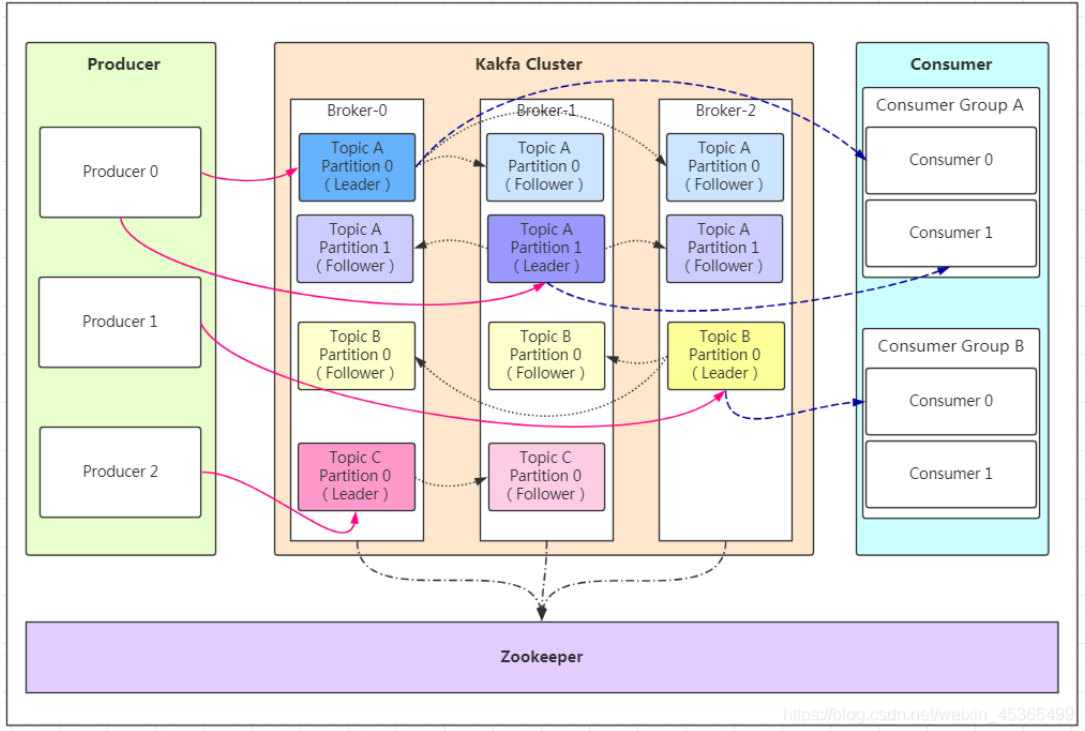 Producer
Producer 0
Producer 1
Producer 2
Kakfa Cluster
Broker-0
Topic A
Partition 0
( Leader )
Topic A
Partition 1
( Follower )
Topic B
Partition 0
( Follower )
Topic C
Partition 0
( Leader )
Broker-1
Topic A
Partition 0
( Follower )
Topic A
Partition 1
( Leader )
Topic B
Partition 0
( Follower )
Topic C
Partition 0
( Follower )
Broker-2
Topic A
Partition 0
( Follower )
Topic A
Partition 1
( Follower )
Topic B
Partition 0
( Leader )
Consumer
Consumer Group A
Consumer 0
Consumer 1
Consumer Group B
Consumer 0
Consumer 1
Zookeeper
https://blog.csdn.net/weixin_45366499